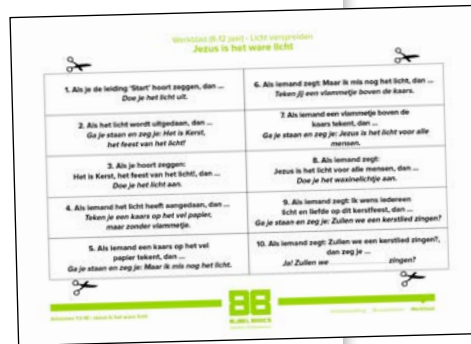 Werkblad (8-12 jaar) - Licht verspreiden
Jezus is het ware licht
1. Als je de leiding 'Start' hoort zeggen, dan ...
Doe je het licht uit.
2. Als het licht wordt uitgedaan, dan ...
Ga je staan en zeg je: Het is Kerst,
het feest van het licht!
3. Als je hoort zeggen:
Het is Kerst, het feest van het licht!, dan ...
Doe je het licht aan.
4. Als iemand het licht heeft aangedaan, dan ...
Teken je een kaars op het vel papier,
maar zonder vlammetje.
5. Als iemand een kaars op het vel
papier tekent, dan ...
Ga je staan en zeg je: Maar ik mis nog het licht.
6. Als iemand zegt: Maar ik mis nog het licht, dan ...
Teken jij een vlammetje boven de kaars.
7. Als iemand een vlammetje boven de
kaars tekent, dan ...
Ga je staan en zeg je: Jezus is het licht voor alle
mensen.
8. Als iemand zegt:
Jezus is het licht voor alle mensen, dan ...
Doe je het waxinelichtje aan.
9. Als iemand zegt: Ik wens iedereen
licht en liefde op dit kerstfeest, dan ...
Ga je staan en zeg je: Zullen we een kerstlied zingen?
10. Als iemand zegt: Zullen we een kerstlied zingen?,
dan zeg je ...
Ja! Zullen we ____________ zingen?
BIJBEL BASICS
Jezus is het ware licht
Werkblad